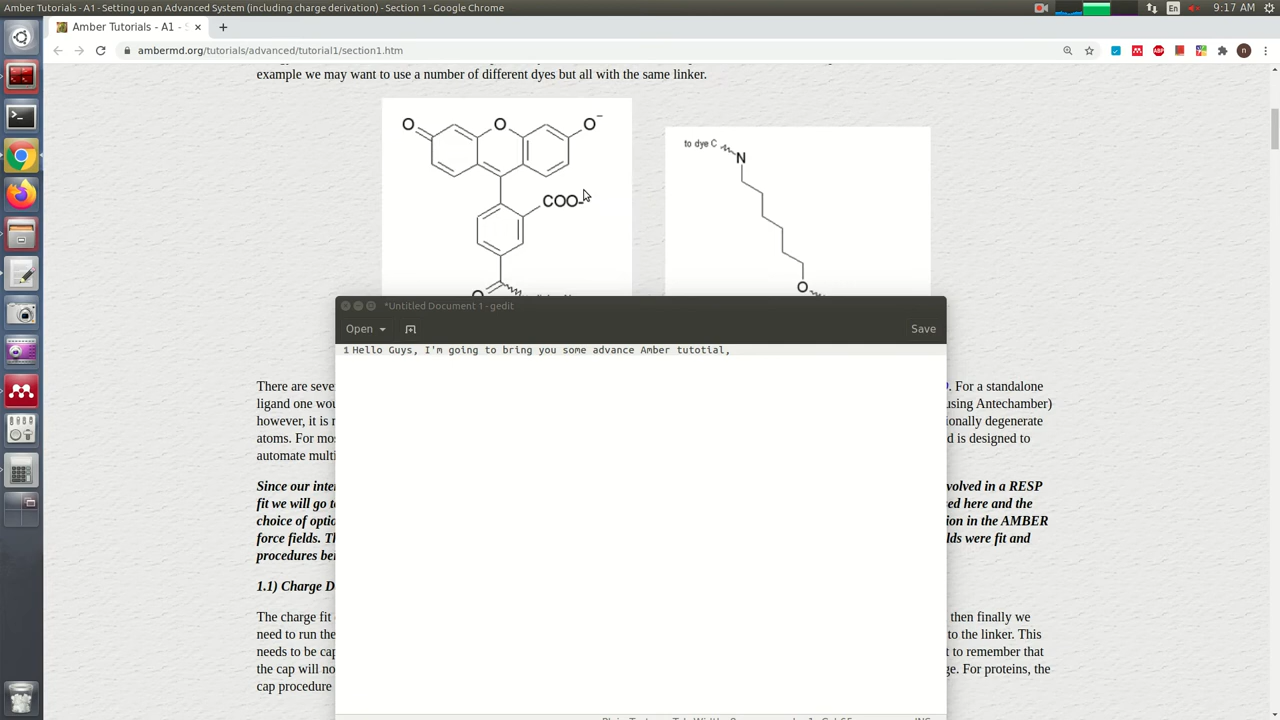 Amber Tutorials - A1 - Setting up an Advanced System (including charge derivation) - Section 1 - Google Chrome
En
9:17 AM
Amber Tutorials - A1 - S
ambermd.org/tutorials/advanced/tutorial1/section1.htm
example we may want to use a number of different dyes but all with the same linker.
O
O
O
−
COO-
O
to dye C
N
O
*Untitled Document 1 - gedit
Open
Save
1 Hello Guys, I'm going to bring you some advance Amber tutotial,
There are seve
. For a standalone
ligand one wou
using Antechamber)
however, it is r
ionally degenerate
atoms. For mos
d is designed to
automate multi
Since our inter
volved in a RESP
fit we will go t
ed here and the
choice of optio
ion in the AMBER
force fields. Th
lds were fit and
procedures bei
1.1) Charge D
The charge fit
then finally we
need to run the
to the linker. This
needs to be cap
t to remember that
the cap will no
ge. For proteins, the
cap procedure